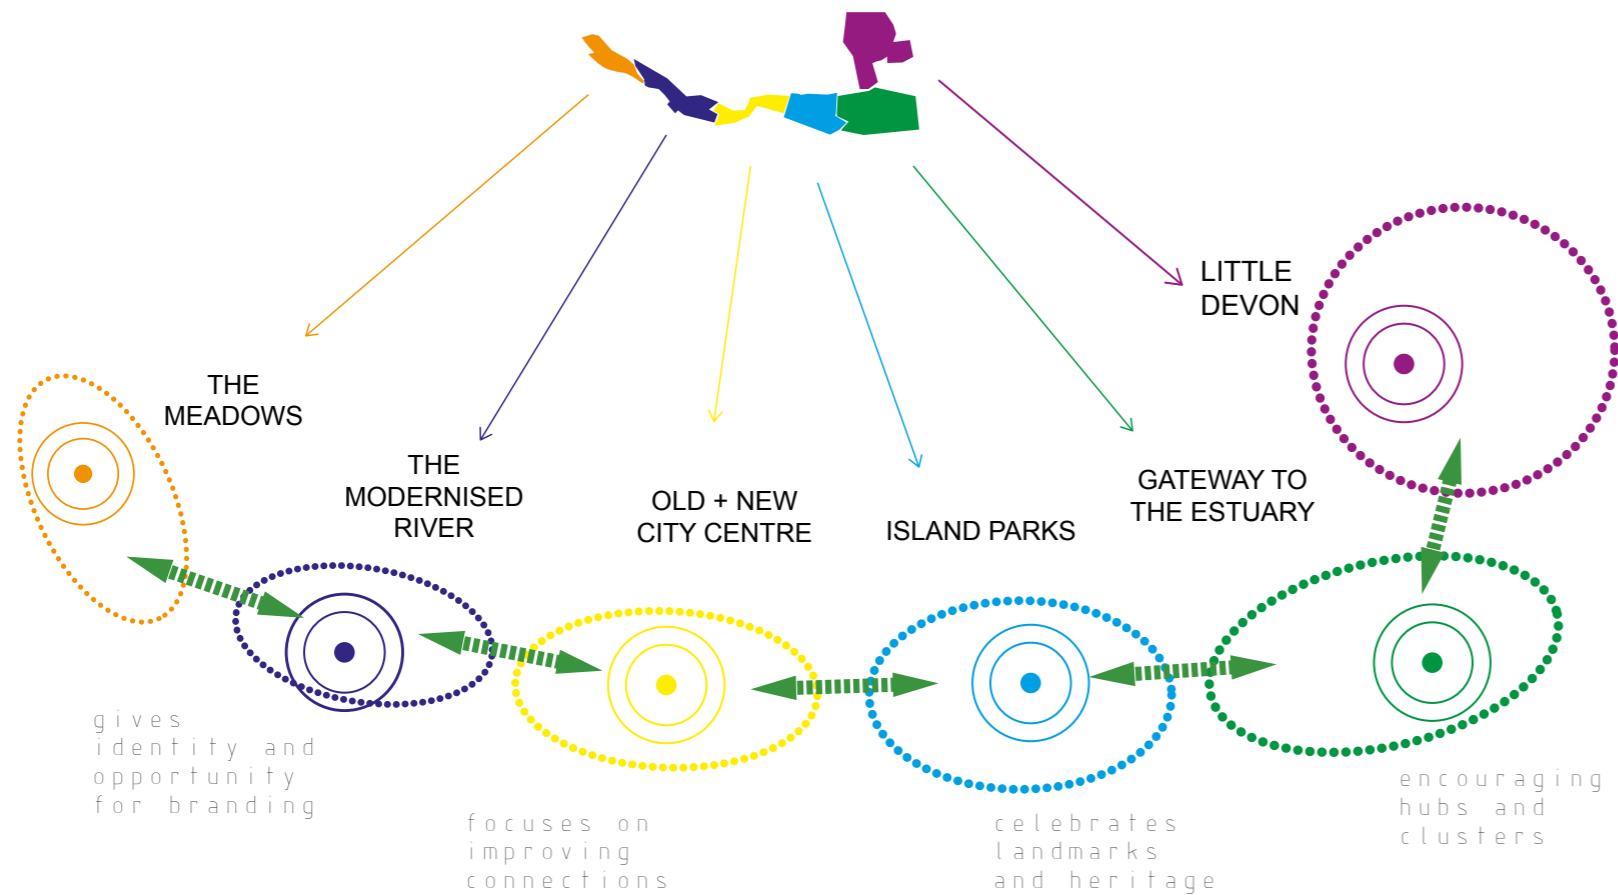 LITTLE
DEVON
THE
MEADOWS
THE
MODERNISED
RIVER
OLD + NEW
CITY CENTRE
ISLAND PARKS
GATEWAY TO
THE ESTUARY
gives
identity and
opportunity
for branding
focuses on
improving
connections
celebrates
landmarks
and heritage
encouraging
hubs and
clusters